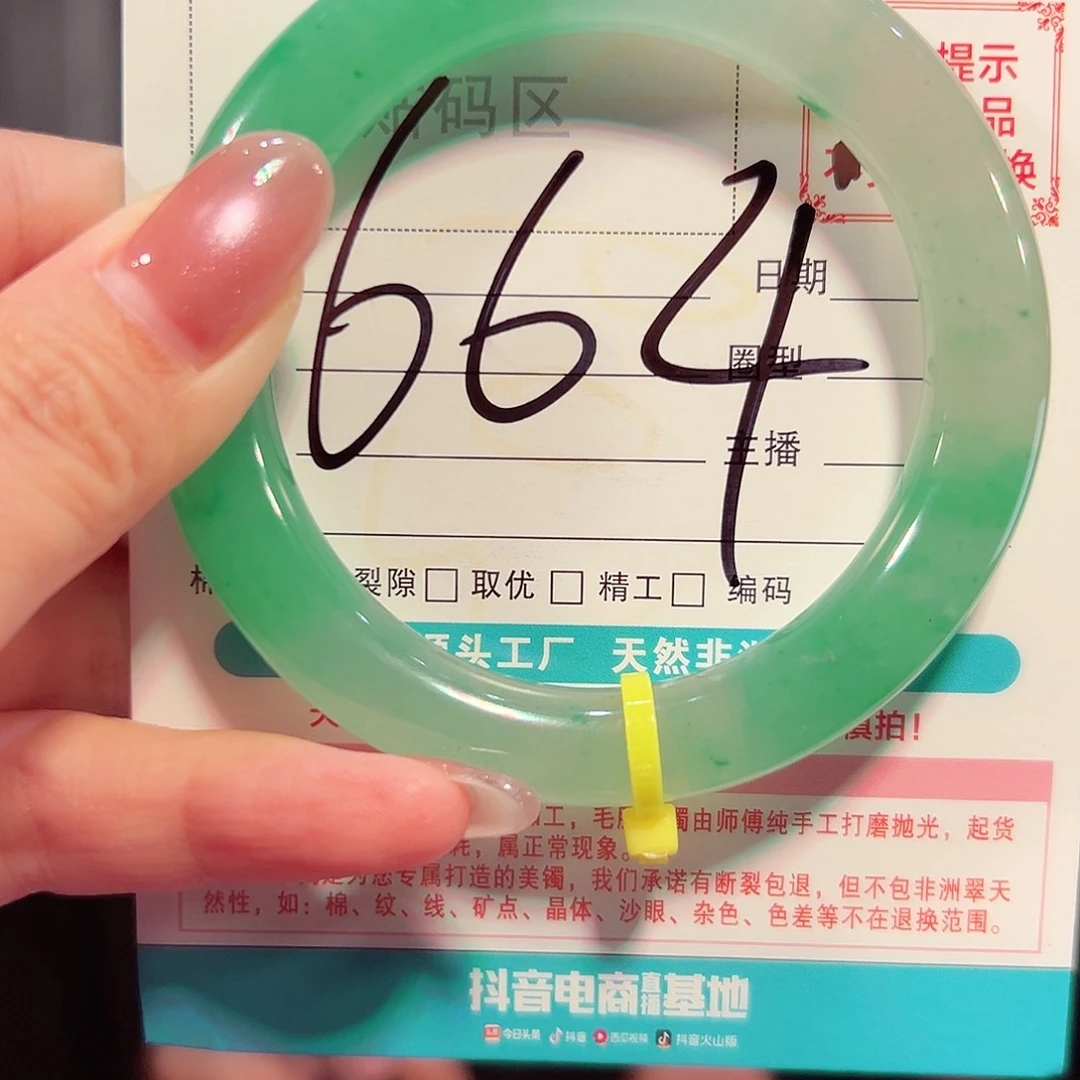 提示
品
换
码区
664
日期
圈型
主播
裂隙 取优 精工 编码
源头工厂 天然非
慎拍!
工，毛 镯由师傅纯手工打磨抛光，起货
耗，属正常现象。
为您专属打造的美镯，我们承诺有断裂包退，但不包非洲翠天
然性，如：棉、纹、线、矿点、晶体、沙眼、杂色、色差等不在退换范围。
抖音电商直播基地
今日头条 抖音 西瓜视频 抖音火山版